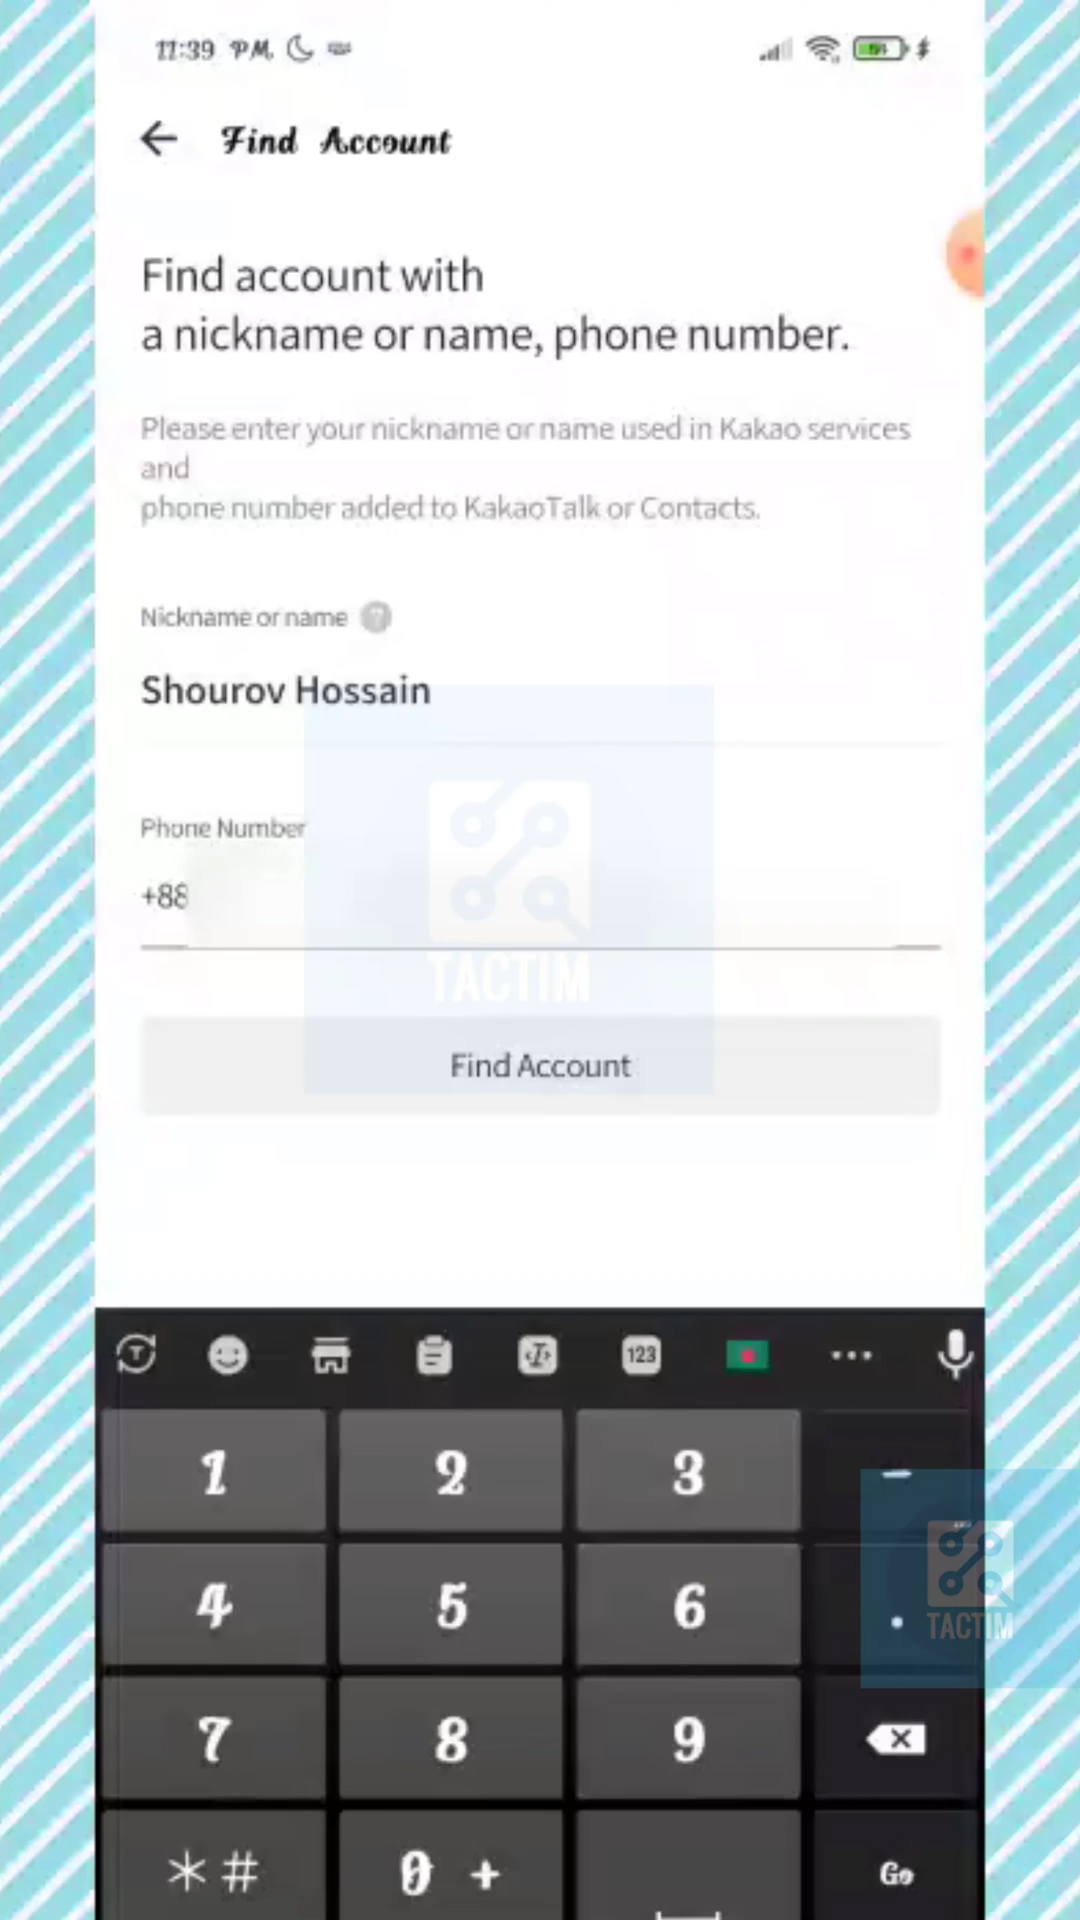 11:39 PM
Find Account
Find account with
a nickname or name, phone number.
Please enter your nickname or name used in Kakao services
and
phone number added to KakaoTalk or Contacts.
Nickname or name ?
Shourov Hossain
Phone Number
+88
TACTIM
Find Account
123
1 2 3 -
4 5 6 .
TACTIM
7 8 9
*# 0 + Go